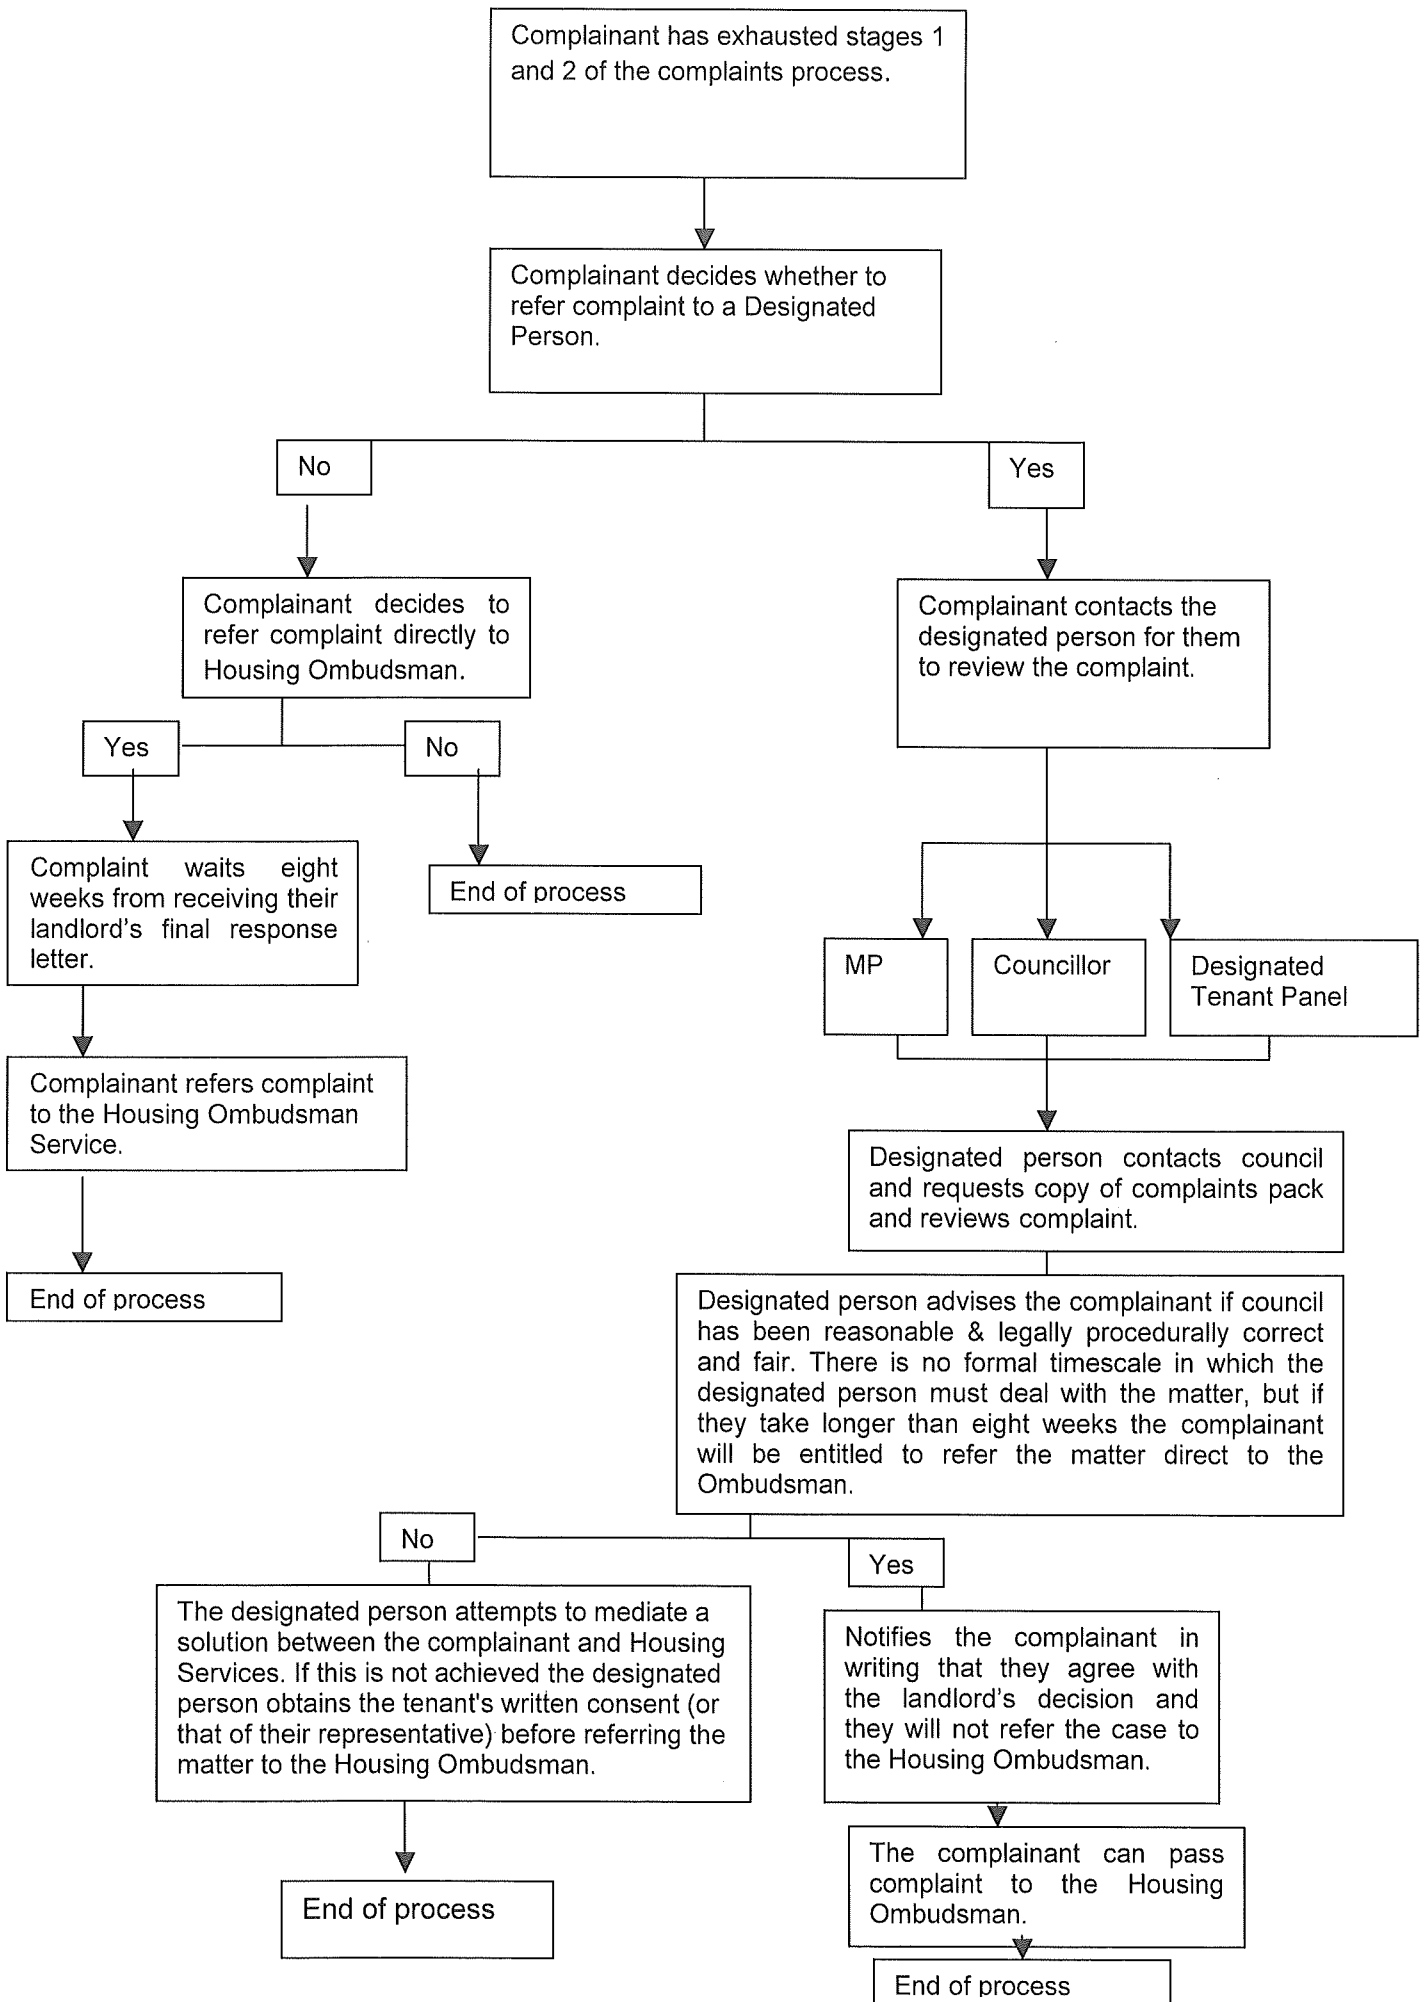 Complainant has exhausted stages 1
and 2 of the complaints process.
Complainant decides whether to
refer complaint to a Designated
Person.
No
Yes
Complainant decides to
refer complaint directly to
Housing Ombudsman.
Complainant contacts the
designated person for them
to review the complaint.
Yes
No
Complaint waits eight
weeks from receiving their
landlord's final response
letter.
End of process
MP
Councillor
Designated
Tenant Panel
Complainant refers complaint
to the Housing Ombudsman
Service.
Designated person contacts council
and requests copy of complaints pack
and reviews complaint.
End of process
Designated person advises the complainant if council
has been reasonable & legally procedurally correct
and fair. There is no formal timescale in which the
designated person must deal with the matter, but if
they take longer than eight weeks the complainant
will be entitled to refer the matter direct to the
Ombudsman.
No
Yes
The designated person attempts to mediate a
solution between the complainant and Housing
Services. If this is not achieved the designated
person obtains the tenant's written consent (or
that of their representative) before referring the
matter to the Housing Ombudsman.
Notifies the complainant in
writing that they agree with
the landlord's decision and
they will not refer the case to
the Housing Ombudsman.
The complainant can pass
complaint to the Housing
Ombudsman.
End of process
End of process